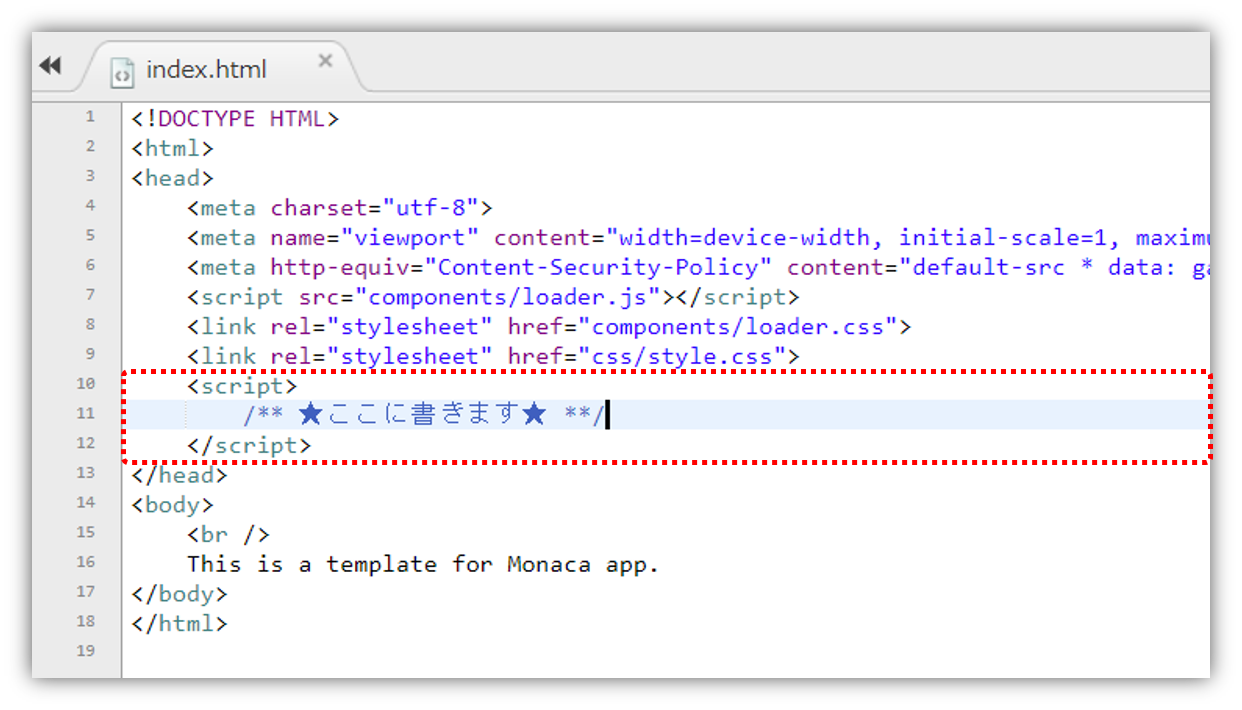 index.html
1 <!DOCTYPE HTML>
2 <html>
3 <head>
4 <meta charset="utf-8">
5 <meta name="viewport" content="width=device-width, initial-scale=1,
6 <meta http-equiv="Content-Security-Policy" content="default-src * data:
7 <script src="components/loader.js"></script>
8 <link rel="stylesheet" href="components/loader.css">
9 <link rel="stylesheet" href="css/style.css">
10 <script>
11 /** ★ここに書きます★ **/
12 </script>
13 </head>
14 <body>
15 <br />
16 This is a template for Monaca app.
17 </body>
18 </html>
19